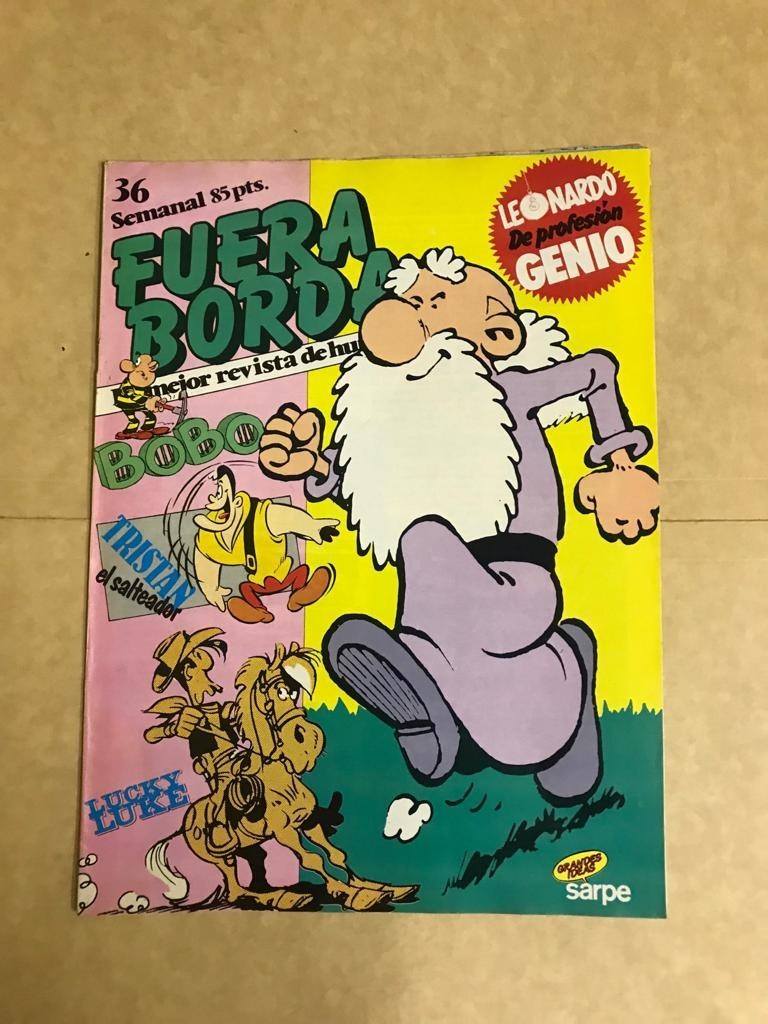 36
Semanal 85 pts.
FUERA
BORDA
mejor revista de hu
BOBO
TRISTAN
el salteador
LUCKY
LUKE
LEONARDO
De profesión
GENIO
GRANDES
IDEAS
sarpe